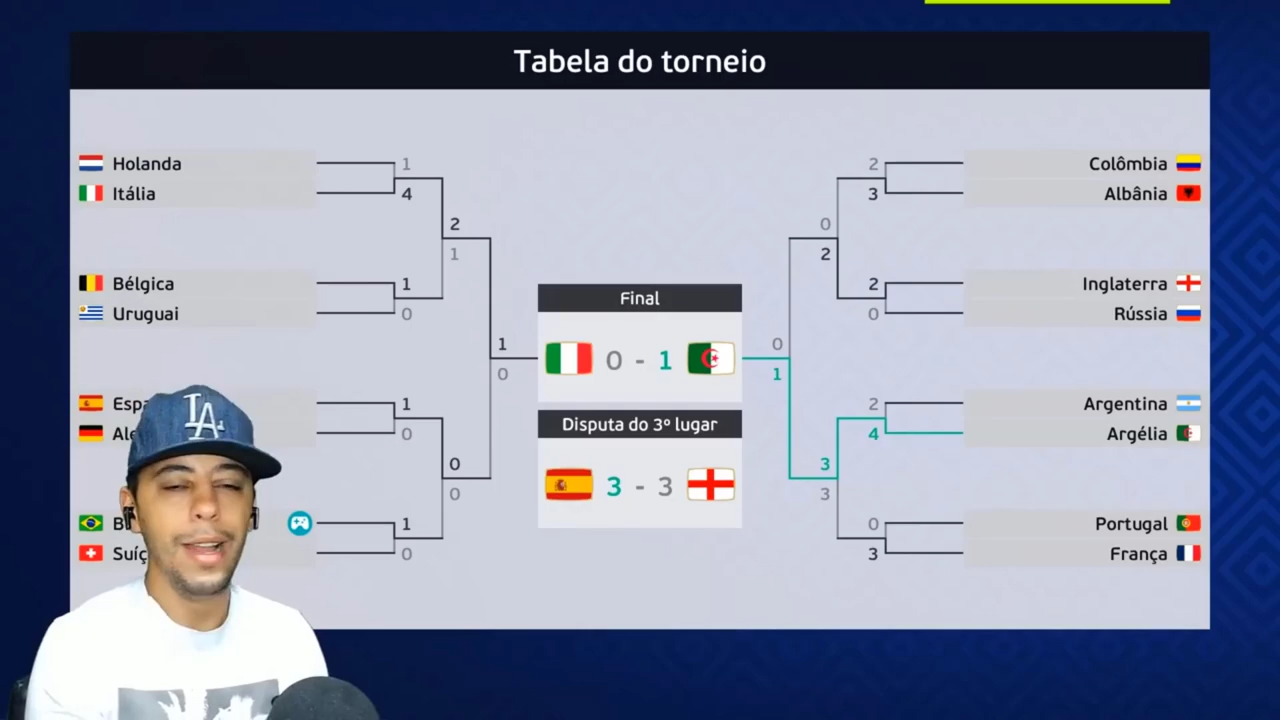 Tabela do torneio
Holanda 1
Itália 4
2
1
Bélgica 1
Uruguai 0
1
0
1
0
0
0
1
0
Final
0 - 1
Disputa do 3º lugar
3 - 3
Colômbia 2
Albânia 3
0
2
Inglaterra 2
Rússia 0
0
1
Argentina 2
Argélia 4
3
3
Portugal 0
França 3
LA